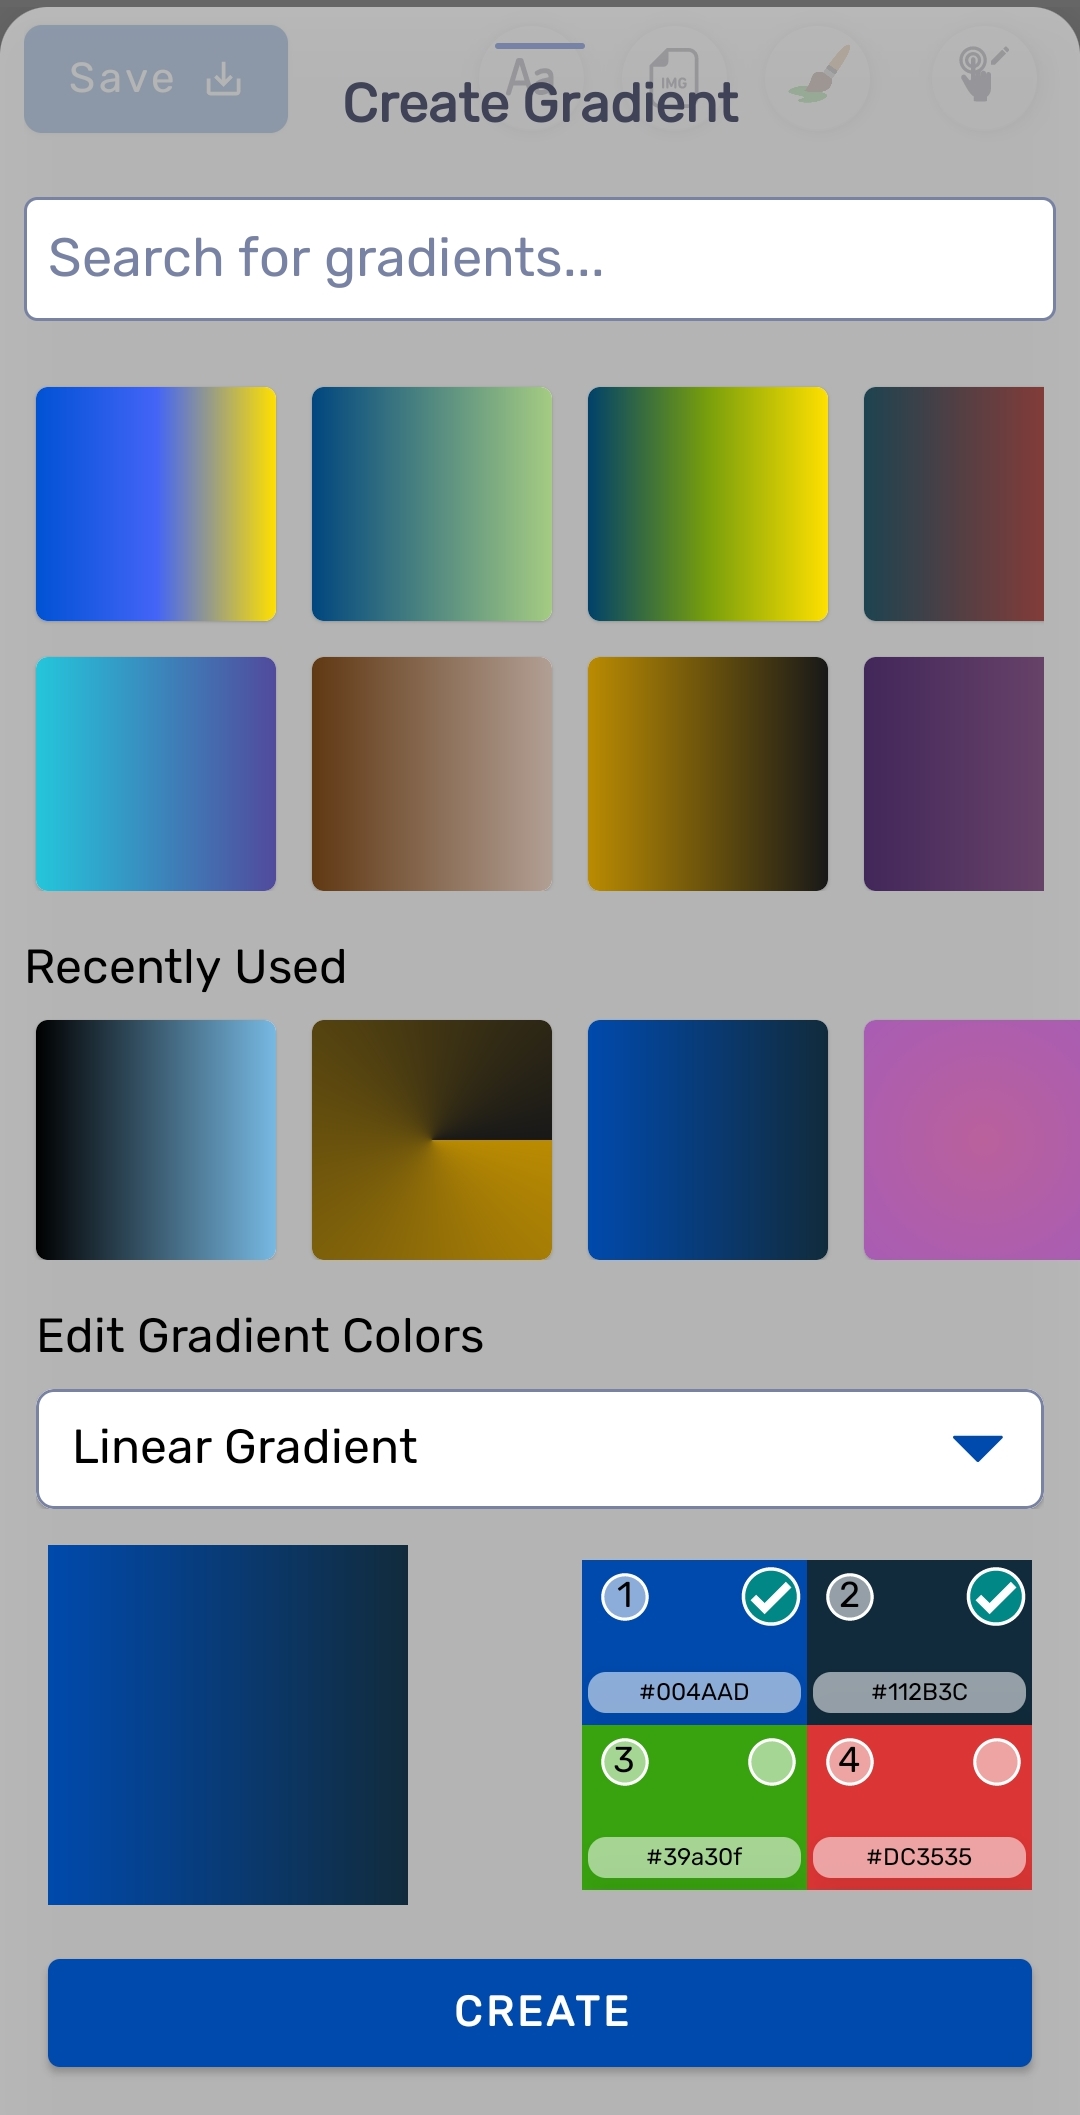 Save
Aa
IMG
Create Gradient
Search for gradients...
Recently Used
Edit Gradient Colors
Linear Gradient
1
2
#004AAD
#112B3C
3
4
#39a30f
#DC3535
CREATE